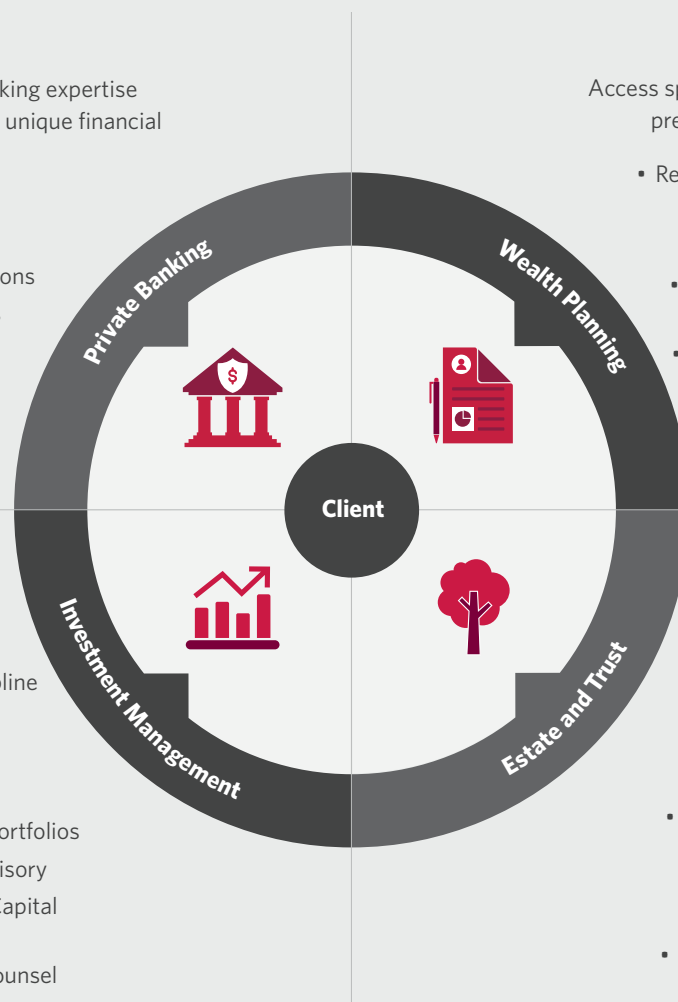 king expertise
unique financial
Access sp
pre
Re
ons
Private Banking
Wealth Planning
$
Client
Investment Management
Estate and Trust
line
ortfolios
isory
Capital
ounsel